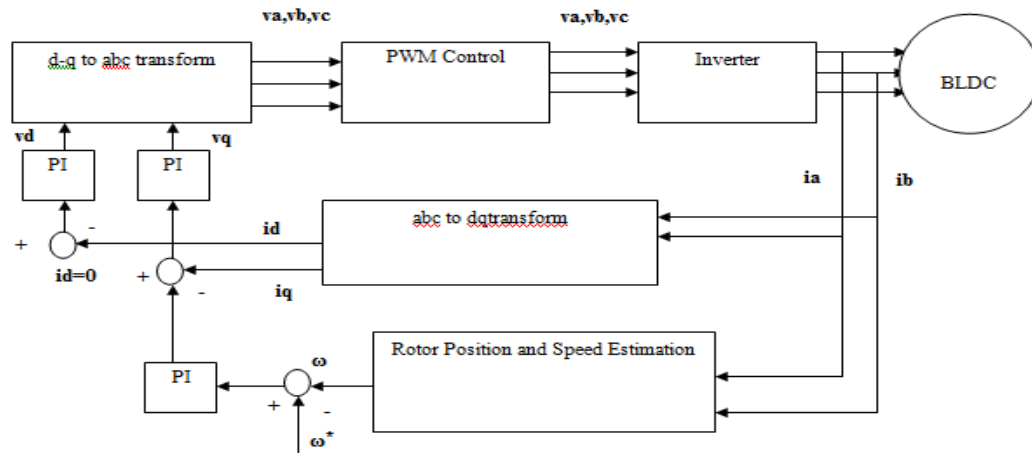 va,vb,vc
va,vb,vc
d-q to abc transform
PWM Control
Inverter
BLDC
vd
vq
PI
PI
ia
ib
abc to dqtransform
-
+
id
id=0
+
-
iq
Rotor Position and Speed Estimation
PI
ω
+
-
ω*